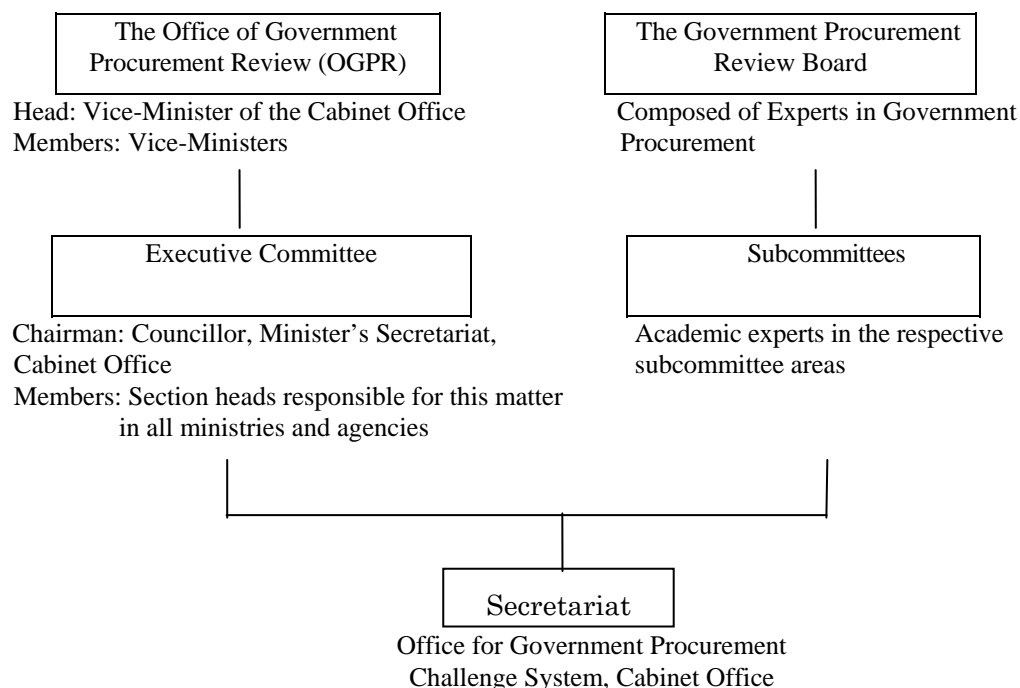 The Office of Government
Procurement Review (OGPR)
Head: Vice-Minister of the Cabinet Office
Members: Vice-Ministers
The Government Procurement
Review Board
Composed of Experts in Government
Procurement
Executive Committee
Chairman: Councillor, Minister’s Secretariat,
Cabinet Office
Members: Section heads responsible for this matter
in all ministries and agencies
Subcommittees
Academic experts in the respective
subcommittee areas
Secretariat
Office for Government Procurement
Challenge System, Cabinet Office